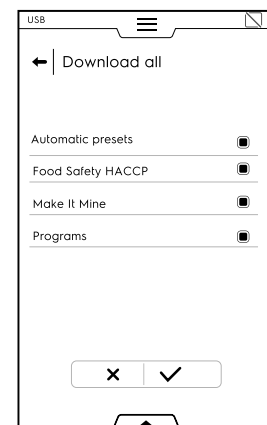 USB
Download all
Automatic presets
Food Safety HACCP
Make It Mine
Programs